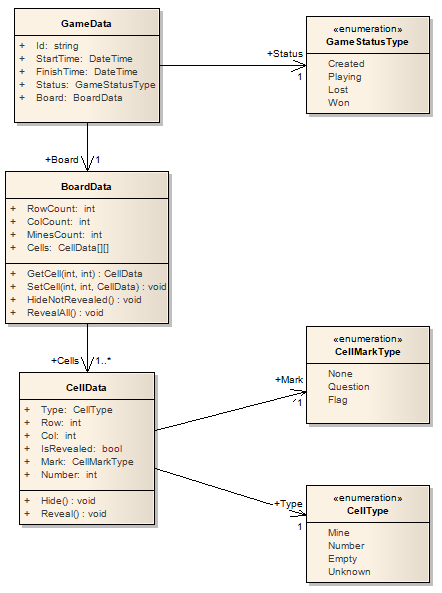 GameData
+ Id: string
+ StartTime: DateTime
+ FinishTime: DateTime
+ Status: GameStatusType
+ Board: BoardData
+Status
1
«enumeration»
GameStatusType
Created
Playing
Lost
Won
+Board
1
BoardData
+ RowCount: int
+ ColCount: int
+ MinesCount: int
+ Cells: CellData[][]
+ GetCell(int, int) : CellData
+ SetCell(int, int, CellData) : void
+ HideNotRevealed() : void
+ RevealAll() : void
+Cells
1..*
CellData
+ Type: CellType
+ Row: int
+ Col: int
+ IsRevealed: bool
+ Mark: CellMarkType
+ Number: int
+ Hide() : void
+ Reveal() : void
+Mark
1
«enumeration»
CellMarkType
None
Question
Flag
+Type
1
«enumeration»
CellType
Mine
Number
Empty
Unknown